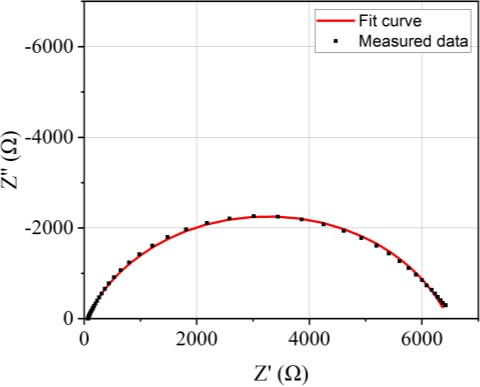 Fit curve
Measured data
-6000
-4000
-2000
0
Z'' (Ω)
0 2000 4000 6000
Z' (Ω)